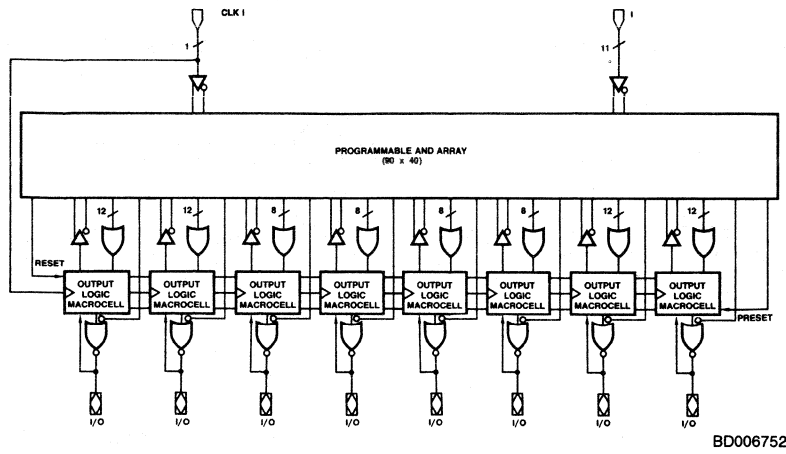 CLK I
I
1
11
PROGRAMMABLE AND ARRAY
(90 x 40)
12
12
8
8
8
8
12
12
RESET
OUTPUT
LOGIC
MACROCELL
OUTPUT
LOGIC
MACROCELL
OUTPUT
LOGIC
MACROCELL
OUTPUT
LOGIC
MACROCELL
OUTPUT
LOGIC
MACROCELL
OUTPUT
LOGIC
MACROCELL
OUTPUT
LOGIC
MACROCELL
OUTPUT
LOGIC
MACROCELL
PRESET
I/O
I/O
I/O
I/O
I/O
I/O
I/O
I/O
BD006752